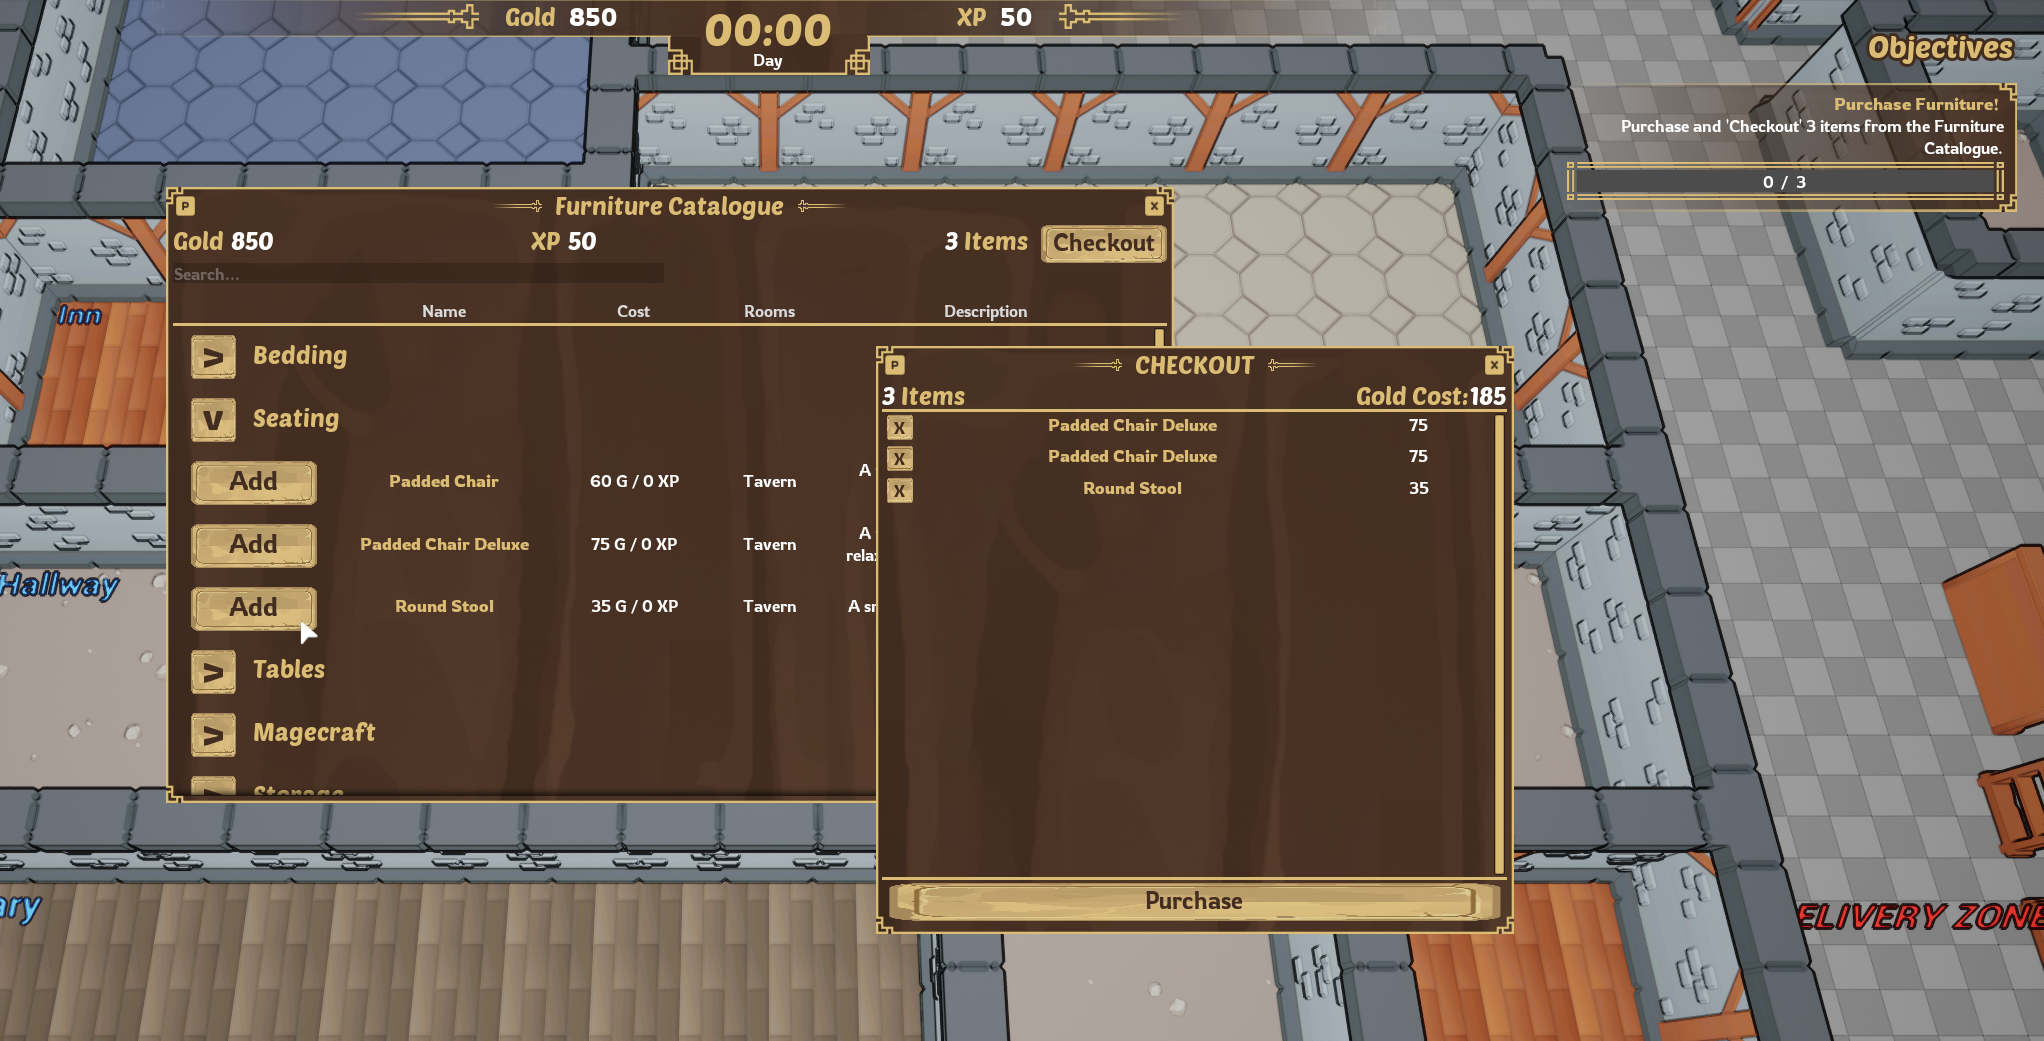 Gold 850
00:00
Day
XP 50
Objectives
Purchase Furniture!
Purchase and 'Checkout' 3 items from the Furniture
Catalogue.
0 / 3
P
Furniture Catalogue
X
Gold 850
XP 50
3 Items
Checkout
Search...
Name Cost Rooms Description
> Bedding
V Seating
Add Padded Chair 60 G / 0 XP Tavern A
Add Padded Chair Deluxe 75 G / 0 XP Tavern A
Add Round Stool 35 G / 0 XP Tavern A
> Tables
> Magecraft
Storage
P
CHECKOUT
X
3 Items
Gold Cost:185
X Padded Chair Deluxe 75
X Padded Chair Deluxe 75
X Round Stool 35
Purchase
Inn
Hallway
ELIVERY ZONE